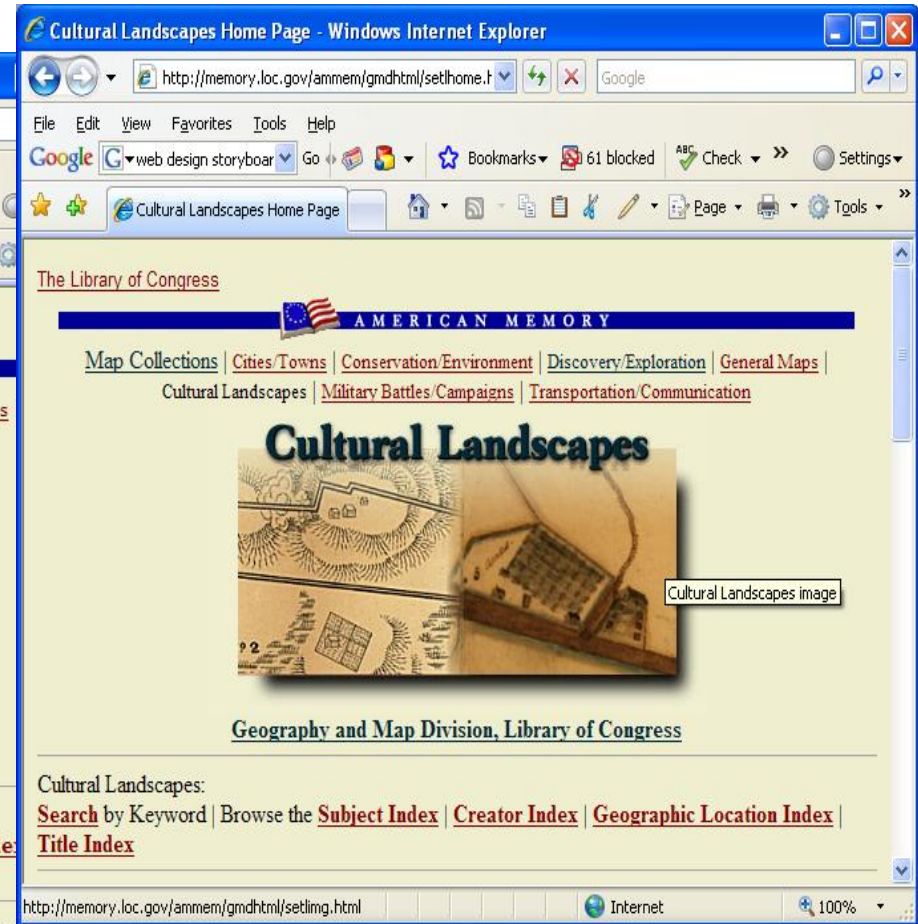 Cultural Landscapes Home Page - Windows Internet Explorer
http://memory.loc.gov/ammem/gmdhtml/setlhome.h
Google
File Edit View Favorites Tools Help
Google G web design storyboar Go Bookmarks 61 blocked ABC Check » Settings
Cultural Landscapes Home Page Page Tools »
The Library of Congress
AMERICAN MEMORY
Map Collections | Cities/Towns | Conservation/Environment | Discovery/Exploration | General Maps |
Cultural Landscapes | Military Battles/Campaigns | Transportation/Communication
Cultural Landscapes
Cultural Landscapes image
Geography and Map Division, Library of Congress
Cultural Landscapes:
Search by Keyword | Browse the Subject Index | Creator Index | Geographic Location Index |
Title Index
http://memory.loc.gov/ammem/gmdhtml/setlimg.html Internet 100%